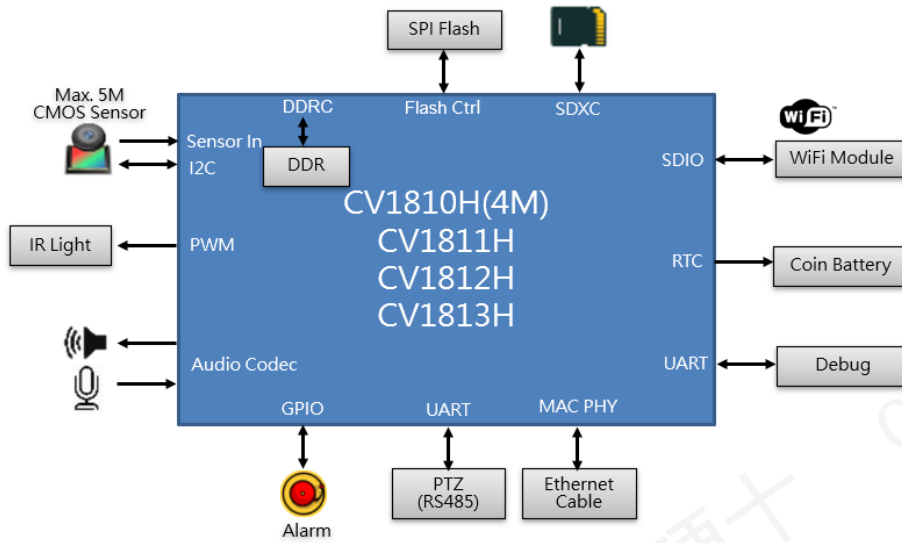 SPI Flash
Max. 5M
CMOS Sensor
DDRC
Flash Ctrl
SDXC
WiFi
Sensor In
I2C
DDR
SDIO
WiFi Module
CV1810H(4M)
CV1811H
CV1812H
CV1813H
IR Light
PWM
RTC
Coin Battery
Audio Codec
UART
Debug
GPIO
UART
MAC PHY
PTZ
(RS485)
Ethernet
Cable
Alarm